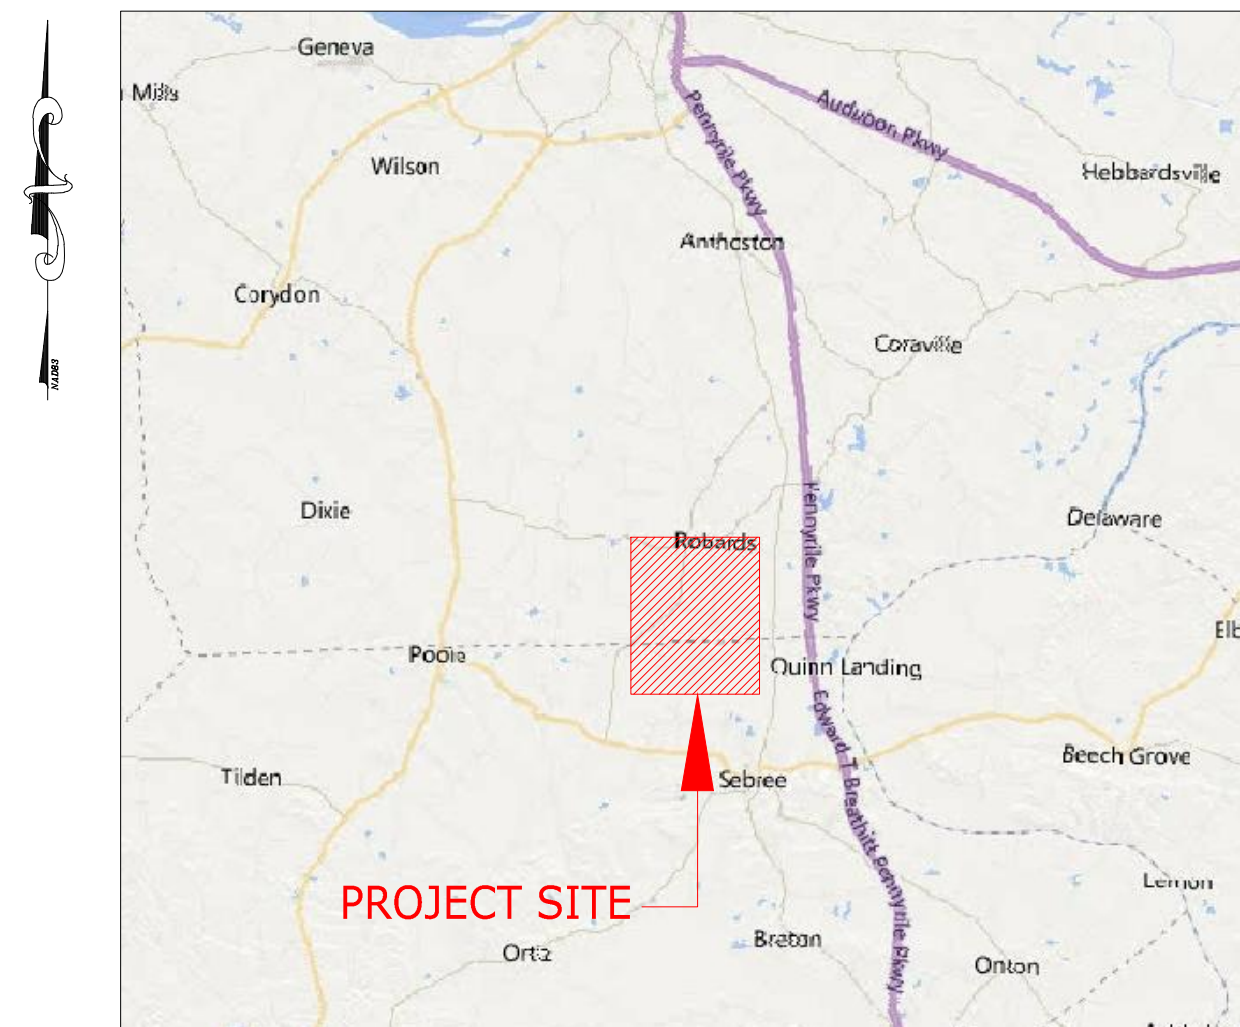 Geneva
Mills
Audubon Pkwy
Pennyrile Pkwy
Wilson
Hebbardsville
Anthoston
Corydon
Coraville
NAD83
Dixie
Delaware
Robards
Pennyrile Pkwy
Elb
Poole
Quinn Landing
Edward T Breathitt Pennyrile Pkwy
Beech Grove
Tilden
Sebree
Lemon
PROJECT SITE
Breton
Ortiz
Onton